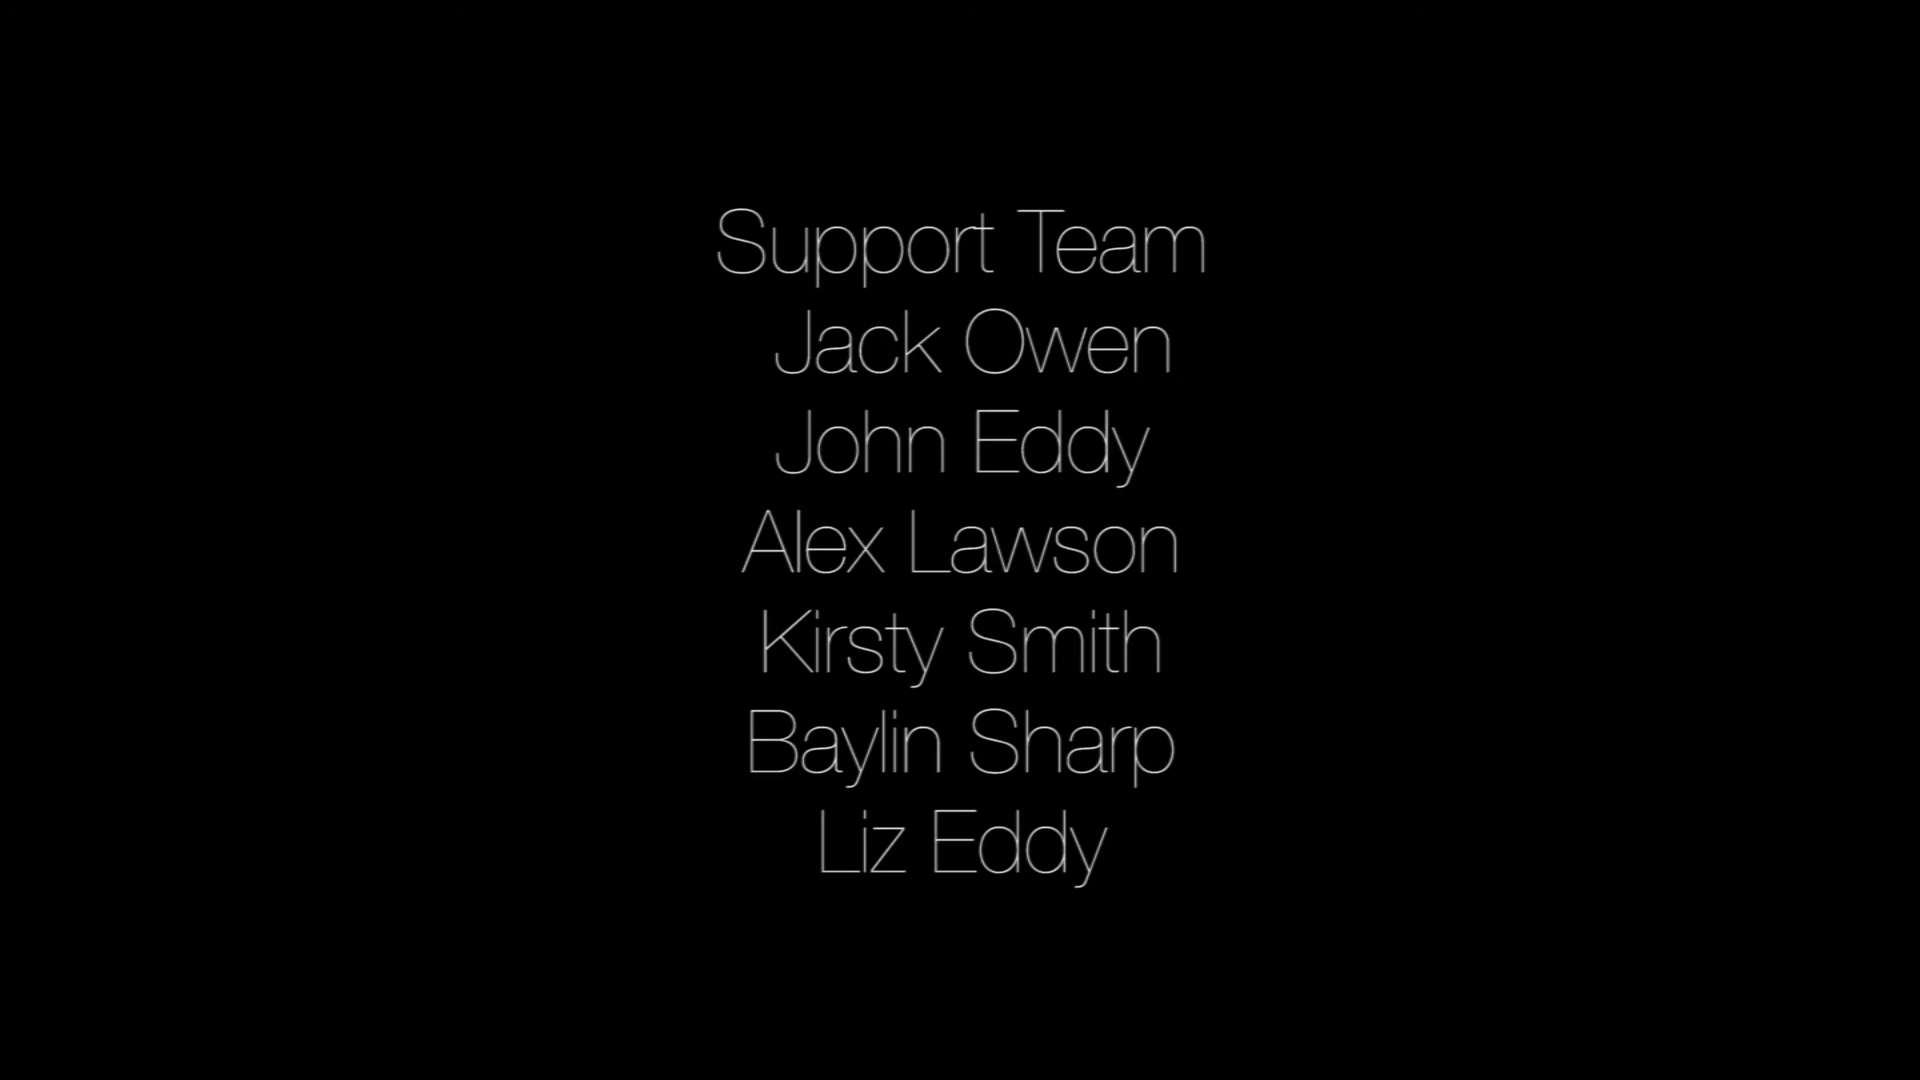 Support Team
Jack Owen
John Eddy
Alex Lawson
Kirsty Smith
Baylin Sharp
Liz Eddy